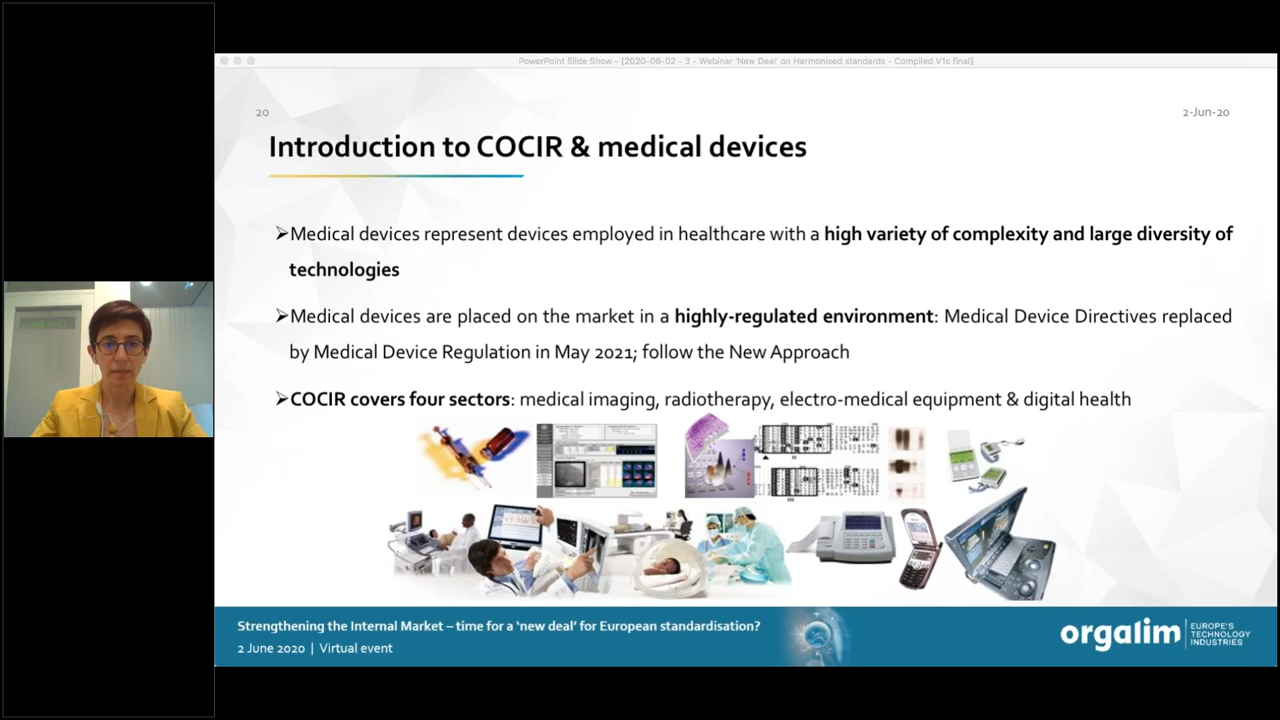 PowerPoint Slide Show - [2020-06-02 - 3 - Webinar 'New Deal' on Harmonised standards - Compiled V1c final]
20
2-Jun-20
Introduction to COCIR & medical devices
➢Medical devices represent devices employed in healthcare with a high variety of complexity and large diversity of
technologies
➢Medical devices are placed on the market in a highly-regulated environment: Medical Device Directives replaced
by Medical Device Regulation in May 2021; follow the New Approach
➢COCIR covers four sectors: medical imaging, radiotherapy, electro-medical equipment & digital health
Strengthening the Internal Market – time for a 'new deal' for European standardisation?
2 June 2020 | Virtual event
orgalim
EUROPE'S
TECHNOLOGY
INDUSTRIES